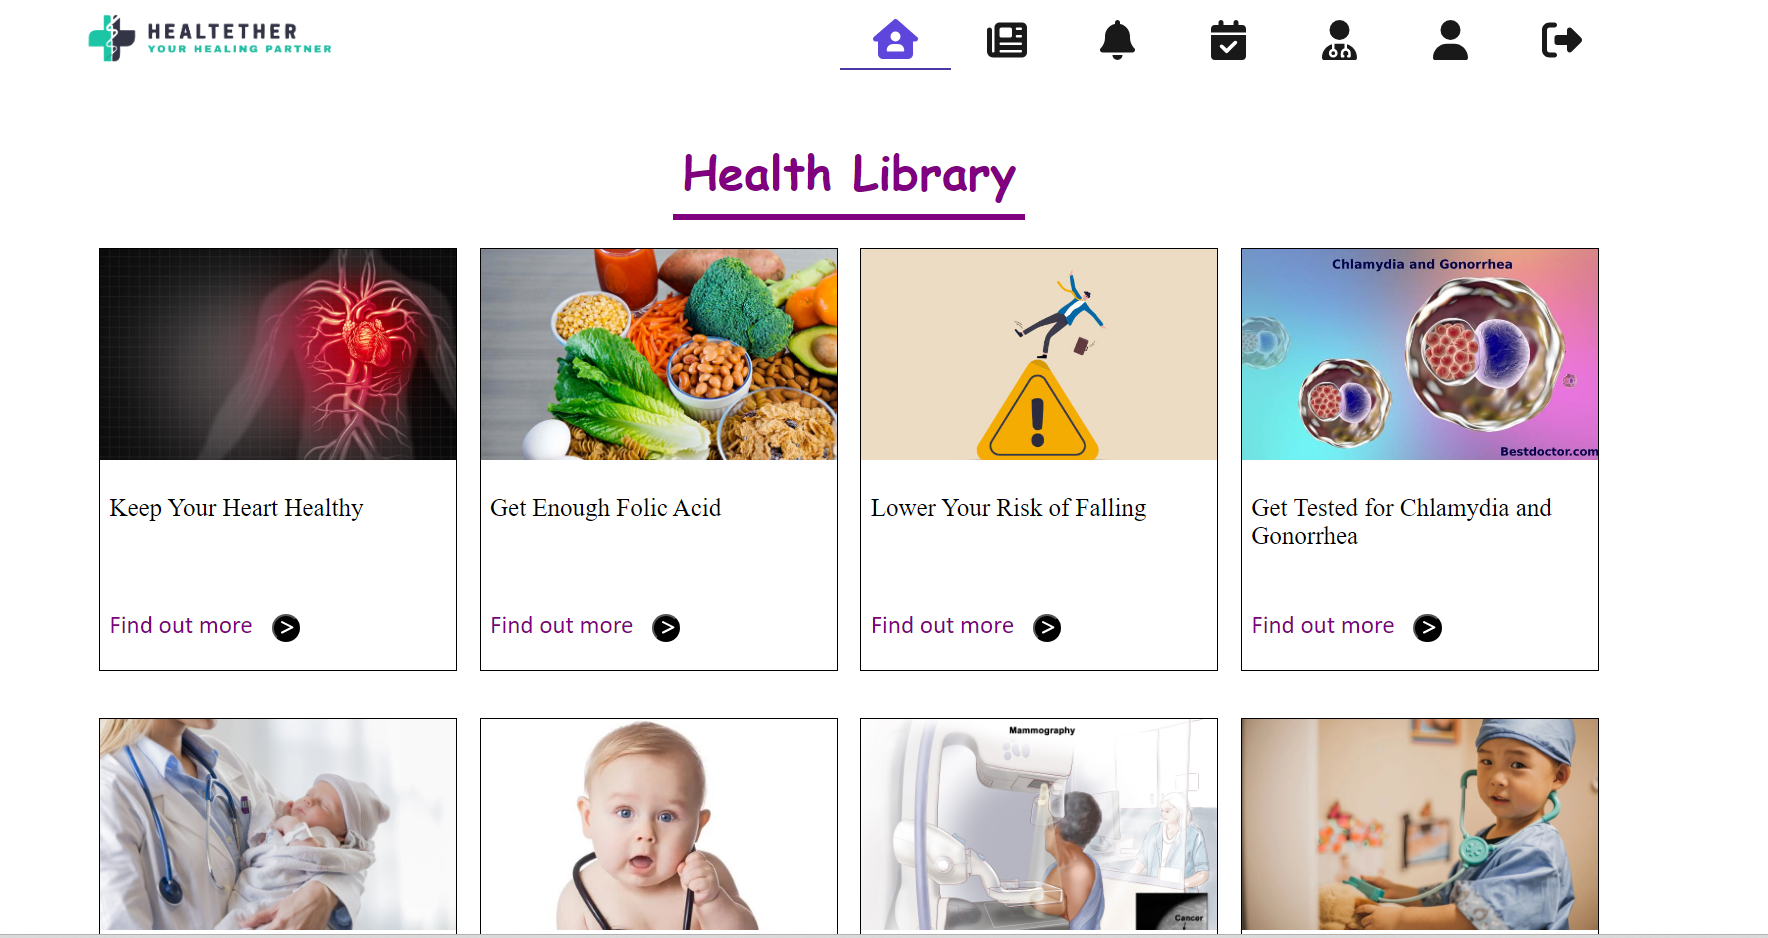 HEALTETHER
YOUR HEALING PARTNER
Health Library
Chlamydia and Gonorrhea
Bestdoctor.com
Keep Your Heart Healthy
Get Enough Folic Acid
Lower Your Risk of Falling
Get Tested for Chlamydia and
Gonorrhea
Find out more >
Find out more >
Find out more >
Find out more >
Mammography
Cancer